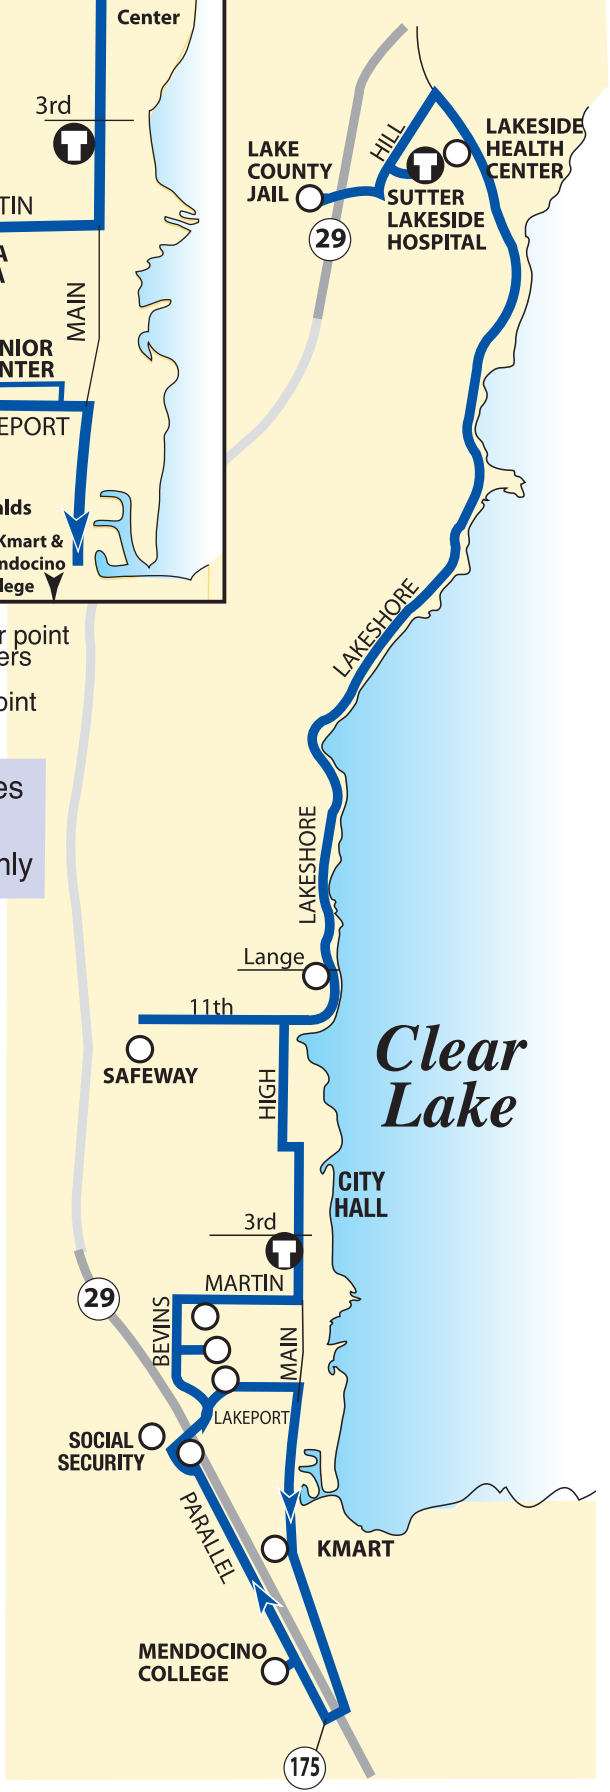 Center
3rd
T
TIN
A
A
MAIN
NIOR
NTER
EPORT
alds
Kmart &
ndocino
lege
r point
ers
oint
es
nly
HILL
LAKESIDE
HEALTH
CENTER
LAKE
COUNTY
JAIL
T
SUTTER
LAKESIDE
HOSPITAL
29
LAKESHORE
LAKESHORE
Lange
11th
SAFEWAY
HIGH
Clear
Lake
CITY
HALL
3rd
T
MARTIN
29
BEVINS
MAIN
LAKEPORT
SOCIAL
SECURITY
PARALLEL
KMART
MENDOCINO
COLLEGE
175